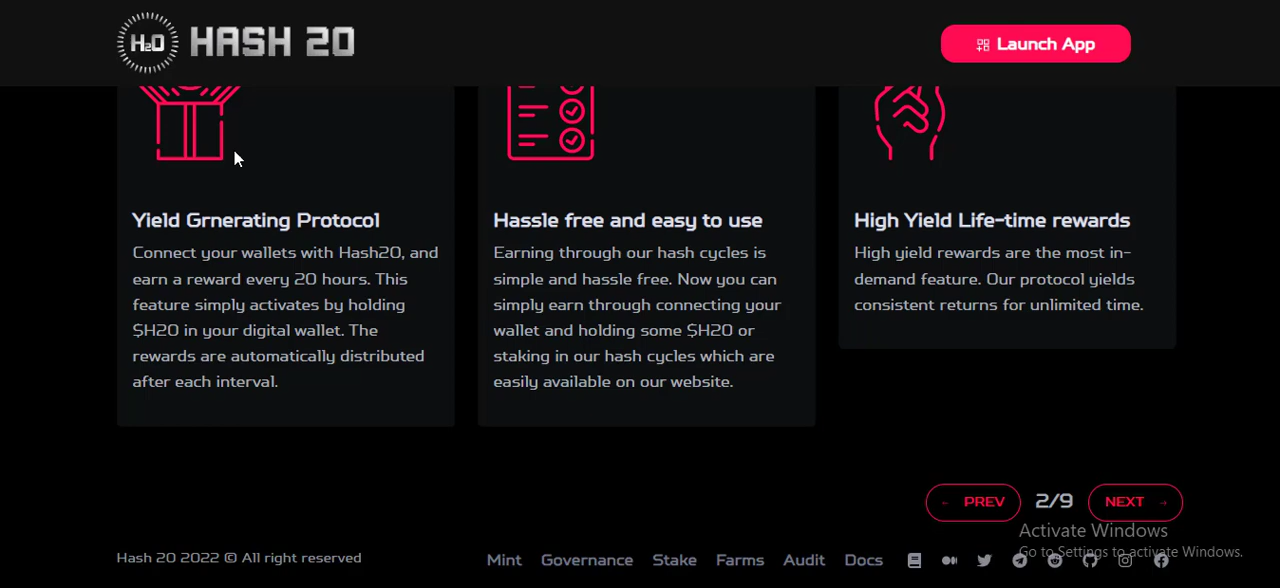 H2O HASH 20
Launch App
Yield Grnerating Protocol
Connect your wallets with Hash20, and
earn a reward every 20 hours. This
feature simply activates by holding
$H20 in your digital wallet. The
rewards are automatically distributed
after each interval.
Hassle free and easy to use
Earning through our hash cycles is
simple and hassle free. Now you can
simply earn through connecting your
wallet and holding some $H20 or
staking in our hash cycles which are
easily available on our website.
High Yield Life-time rewards
High yield rewards are the most in-
demand feature. Our protocol yields
consistent returns for unlimited time.
← PREV 2/9 NEXT →
Activate Windows
Go to Settings to activate Windows.
Hash 20 2022 © All right reserved
Mint Governance Stake Farms Audit Docs